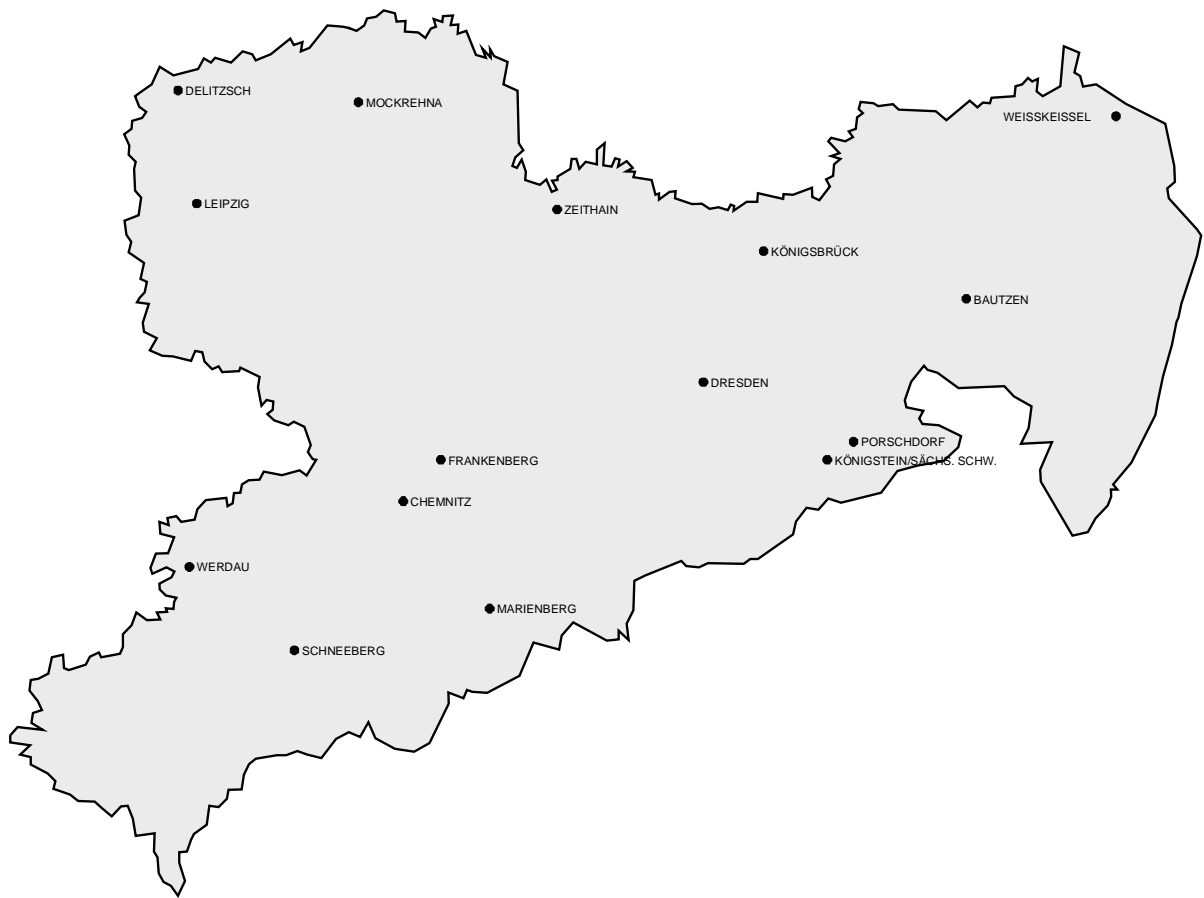 DELITZSCH
MOCKREHNA
WEISSKEISSEL
LEIPZIG
ZEITHAIN
KÖNIGSBRÜCK
BAUTZEN
DRESDEN
PORSCHDORF
FRANKENBERG
KÖNIGSTEIN/SÄCHS. SCHW.
CHEMNITZ
WERDAU
MARIENBERG
SCHNEEBERG